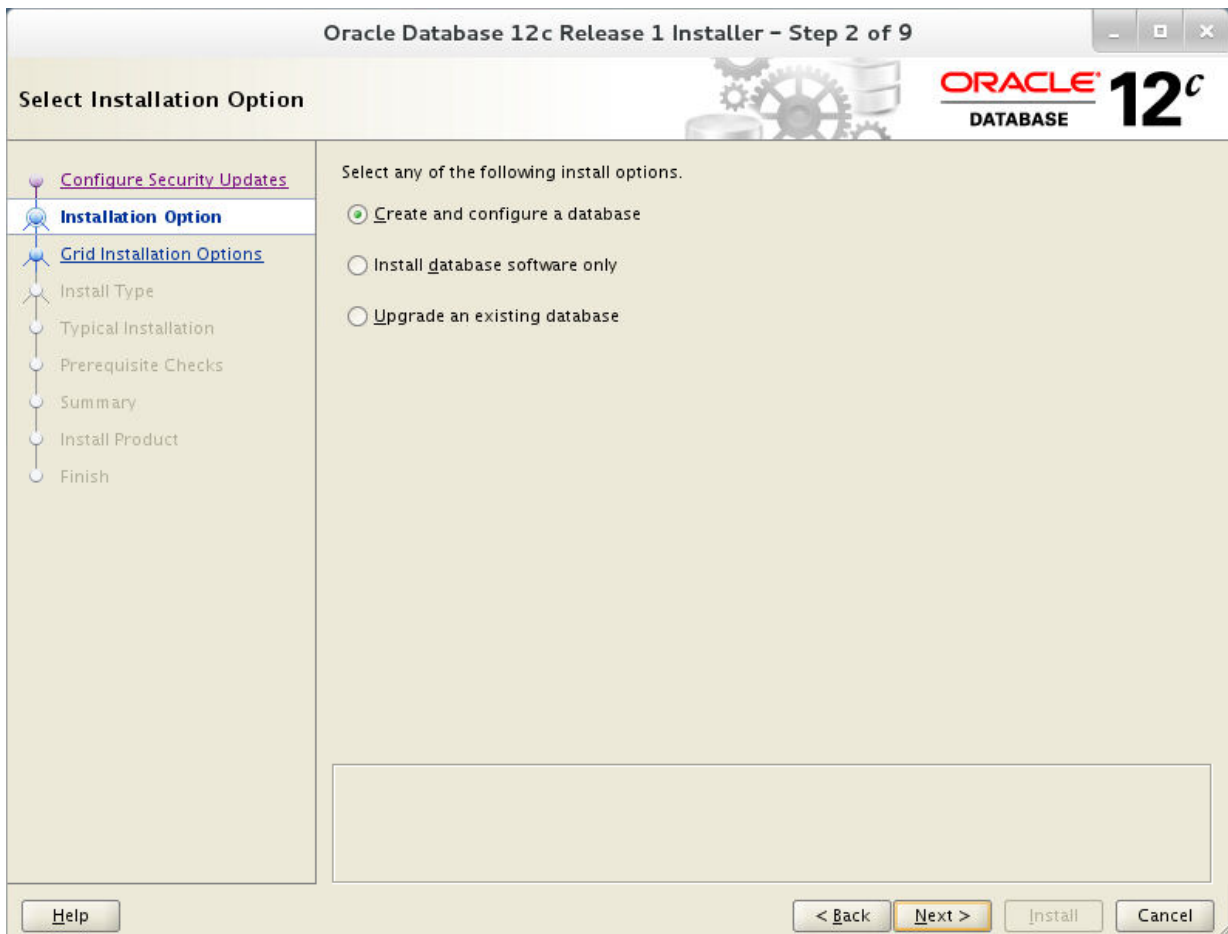 Oracle Database 12c Release 1 Installer - Step 2 of 9
Select Installation Option
ORACLE
DATABASE
12c
Configure Security Updates
Installation Option
Grid Installation Options
Install Type
Typical Installation
Prerequisite Checks
Summary
Install Product
Finish
Select any of the following install options.
Create and configure a database
Install database software only
Upgrade an existing database
Help
< Back
Next >
Install
Cancel